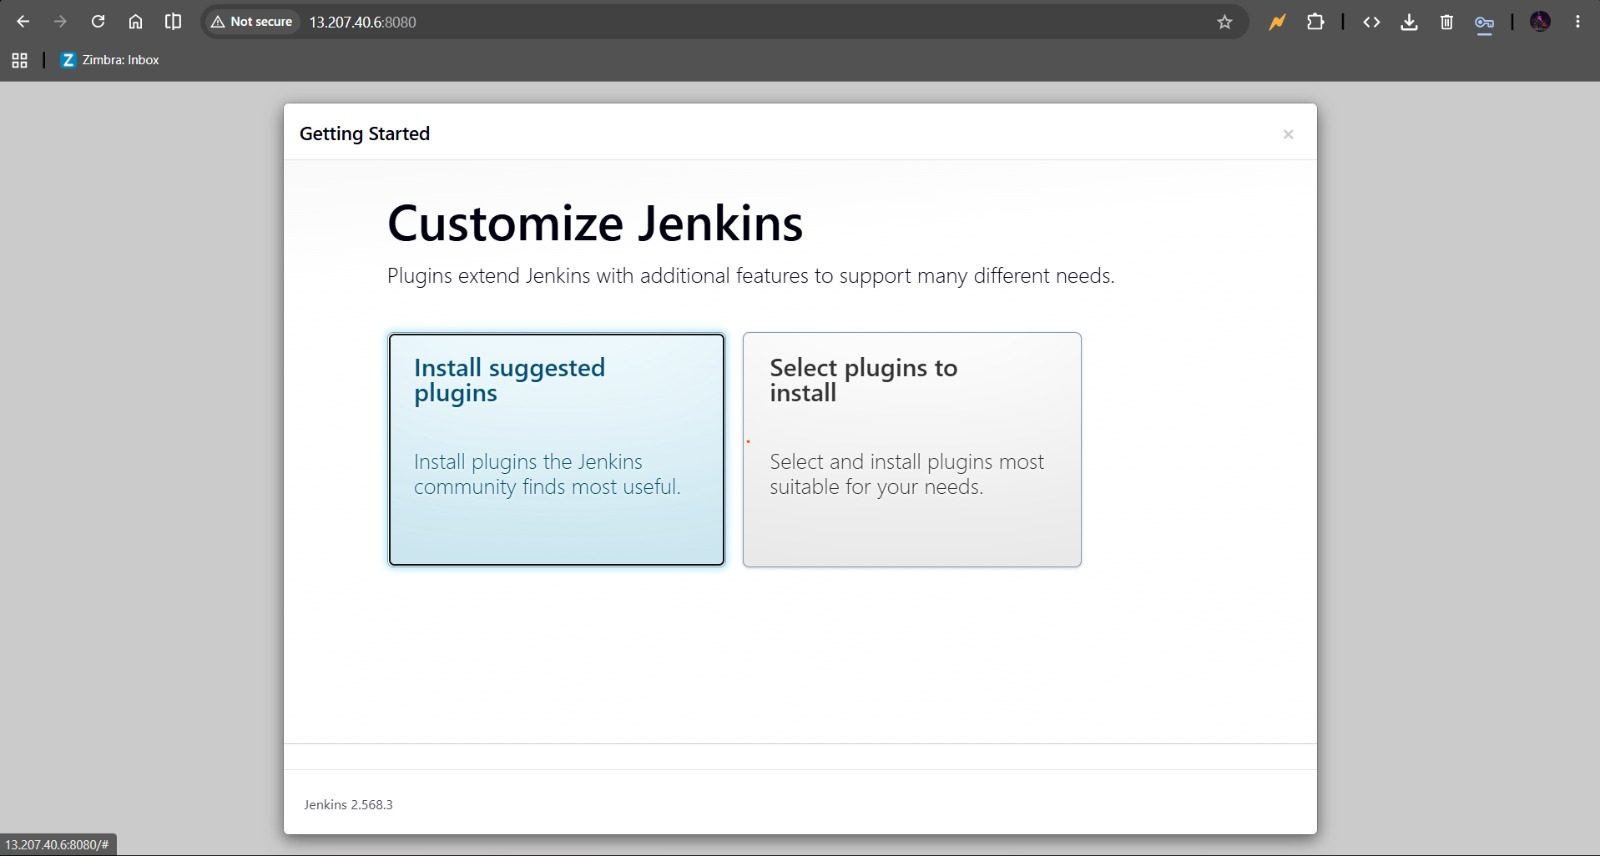 Not secure
13.207.40.6:8080
Zimbra: Inbox
Getting Started
×
Customize Jenkins
Plugins extend Jenkins with additional features to support many different needs.
Install suggested
plugins
Install plugins the Jenkins
community finds most useful.
Select plugins to
install
Select and install plugins most
suitable for your needs.
Jenkins 2.568.3
13.207.40.6:8080/#